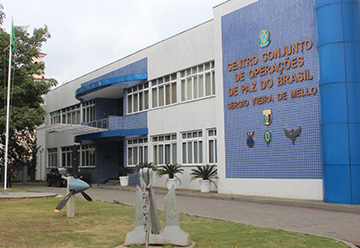 CENTRO CONJUNTO
DE OPERAÇÕES
DE PAZ DO BRASIL
SERGIO VIEIRA DE MELLO